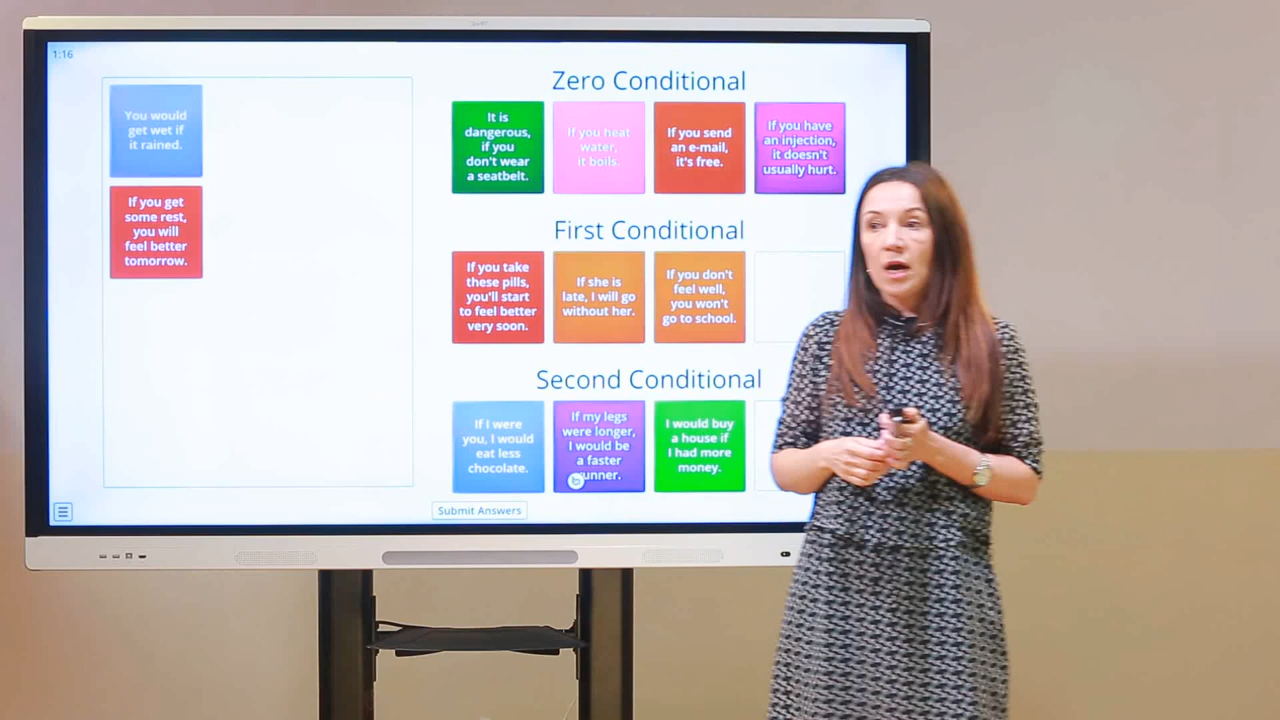 1:16
You would
get wet if
it rained.
If you get
some rest,
you will
feel better
tomorrow.
Zero Conditional
It is
dangerous,
if you
don't wear
a seatbelt.
If you heat
water,
it boils.
If you send
an e-mail,
it's free.
If you have
an injection,
it doesn't
usually hurt.
First Conditional
If you take
these pills,
you'll start
to feel better
very soon.
If she is
late, I will go
without her.
If you don't
feel well,
you won't
go to school.
Second Conditional
If I were
you, I would
eat less
chocolate.
If my legs
were longer,
I would be
a faster
unner.
I would buy
a house if
I had more
money.
Submit Answers